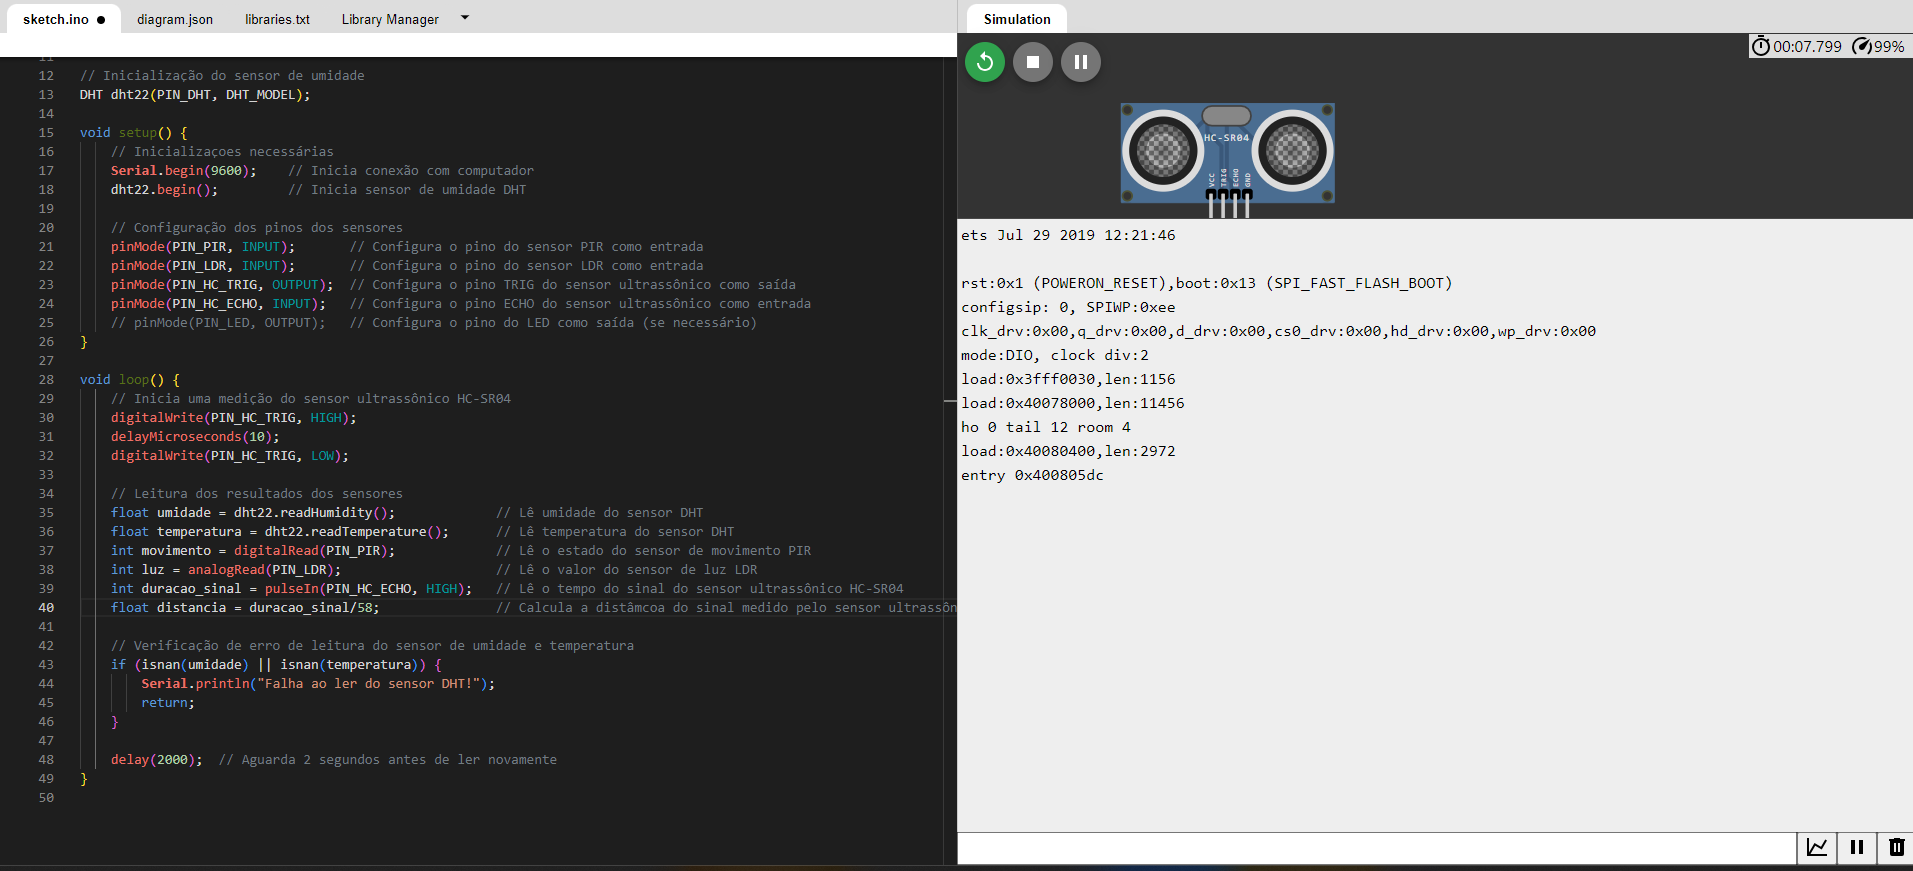 sketch.ino
diagram.json
libraries.txt
Library Manager
Simulation
00:07.799
99%
11
12 // Inicialização do sensor de umidade
13 DHT dht22(PIN_DHT, DHT_MODEL);
14
15 void setup() {
16 // Inicializaçoes necessárias
17 Serial.begin(9600); // Inicia conexão com computador
18 dht22.begin(); // Inicia sensor de umidade DHT
19
20 // Configuração dos pinos dos sensores
21 pinMode(PIN_PIR, INPUT); // Configura o pino do sensor PIR como entrada
22 pinMode(PIN_LDR, INPUT); // Configura o pino do sensor LDR como entrada
23 pinMode(PIN_HC_TRIG, OUTPUT); // Configura o pino TRIG do sensor ultrassônico como saída
24 pinMode(PIN_HC_ECHO, INPUT); // Configura o pino ECHO do sensor ultrassônico como entrada
25 // pinMode(PIN_LED, OUTPUT); // Configura o pino do LED como saída (se necessário)
26 }
27
28 void loop() {
29 // Inicia uma medição do sensor ultrassônico HC-SR04
30 digitalWrite(PIN_HC_TRIG, HIGH);
31 delayMicroseconds(10);
32 digitalWrite(PIN_HC_TRIG, LOW);
33
34 // Leitura dos resultados dos sensores
35 float umidade = dht22.readHumidity(); // Lê umidade do sensor DHT
36 float temperatura = dht22.readTemperature(); // Lê temperatura do sensor DHT
37 int movimento = digitalRead(PIN_PIR); // Lê o estado do sensor de movimento PIR
38 int luz = analogRead(PIN_LDR); // Lê o valor do sensor de luz LDR
39 int duracao_sinal = pulseIn(PIN_HC_ECHO, HIGH); // Lê o tempo do sinal do sensor ultrassônico HC-SR04
40 float distancia = duracao_sinal/58; // Calcula a distâmcoa do sinal medido pelo sensor ultrassôn
41
42 // Verificação de erro de leitura do sensor de umidade e temperatura
43 if (isnan(umidade) || isnan(temperatura)) {
44 Serial.println("Falha ao ler do sensor DHT!");
45 return;
46 }
47
48 delay(2000); // Aguarda 2 segundos antes de ler novamente
49 }
50
HC-SR04
VCC
TRIG
ECHO
GND
ets Jul 29 2019 12:21:46
rst:0x1 (POWERON_RESET),boot:0x13 (SPI_FAST_FLASH_BOOT)
configsip: 0, SPIWP:0xee
clk_drv:0x00,q_drv:0x00,d_drv:0x00,cs0_drv:0x00,hd_drv:0x00,wp_drv:0x00
mode:DIO, clock div:2
load:0x3fff0030,len:1156
load:0x40078000,len:11456
ho 0 tail 12 room 4
load:0x40080400,len:2972
entry 0x400805dc